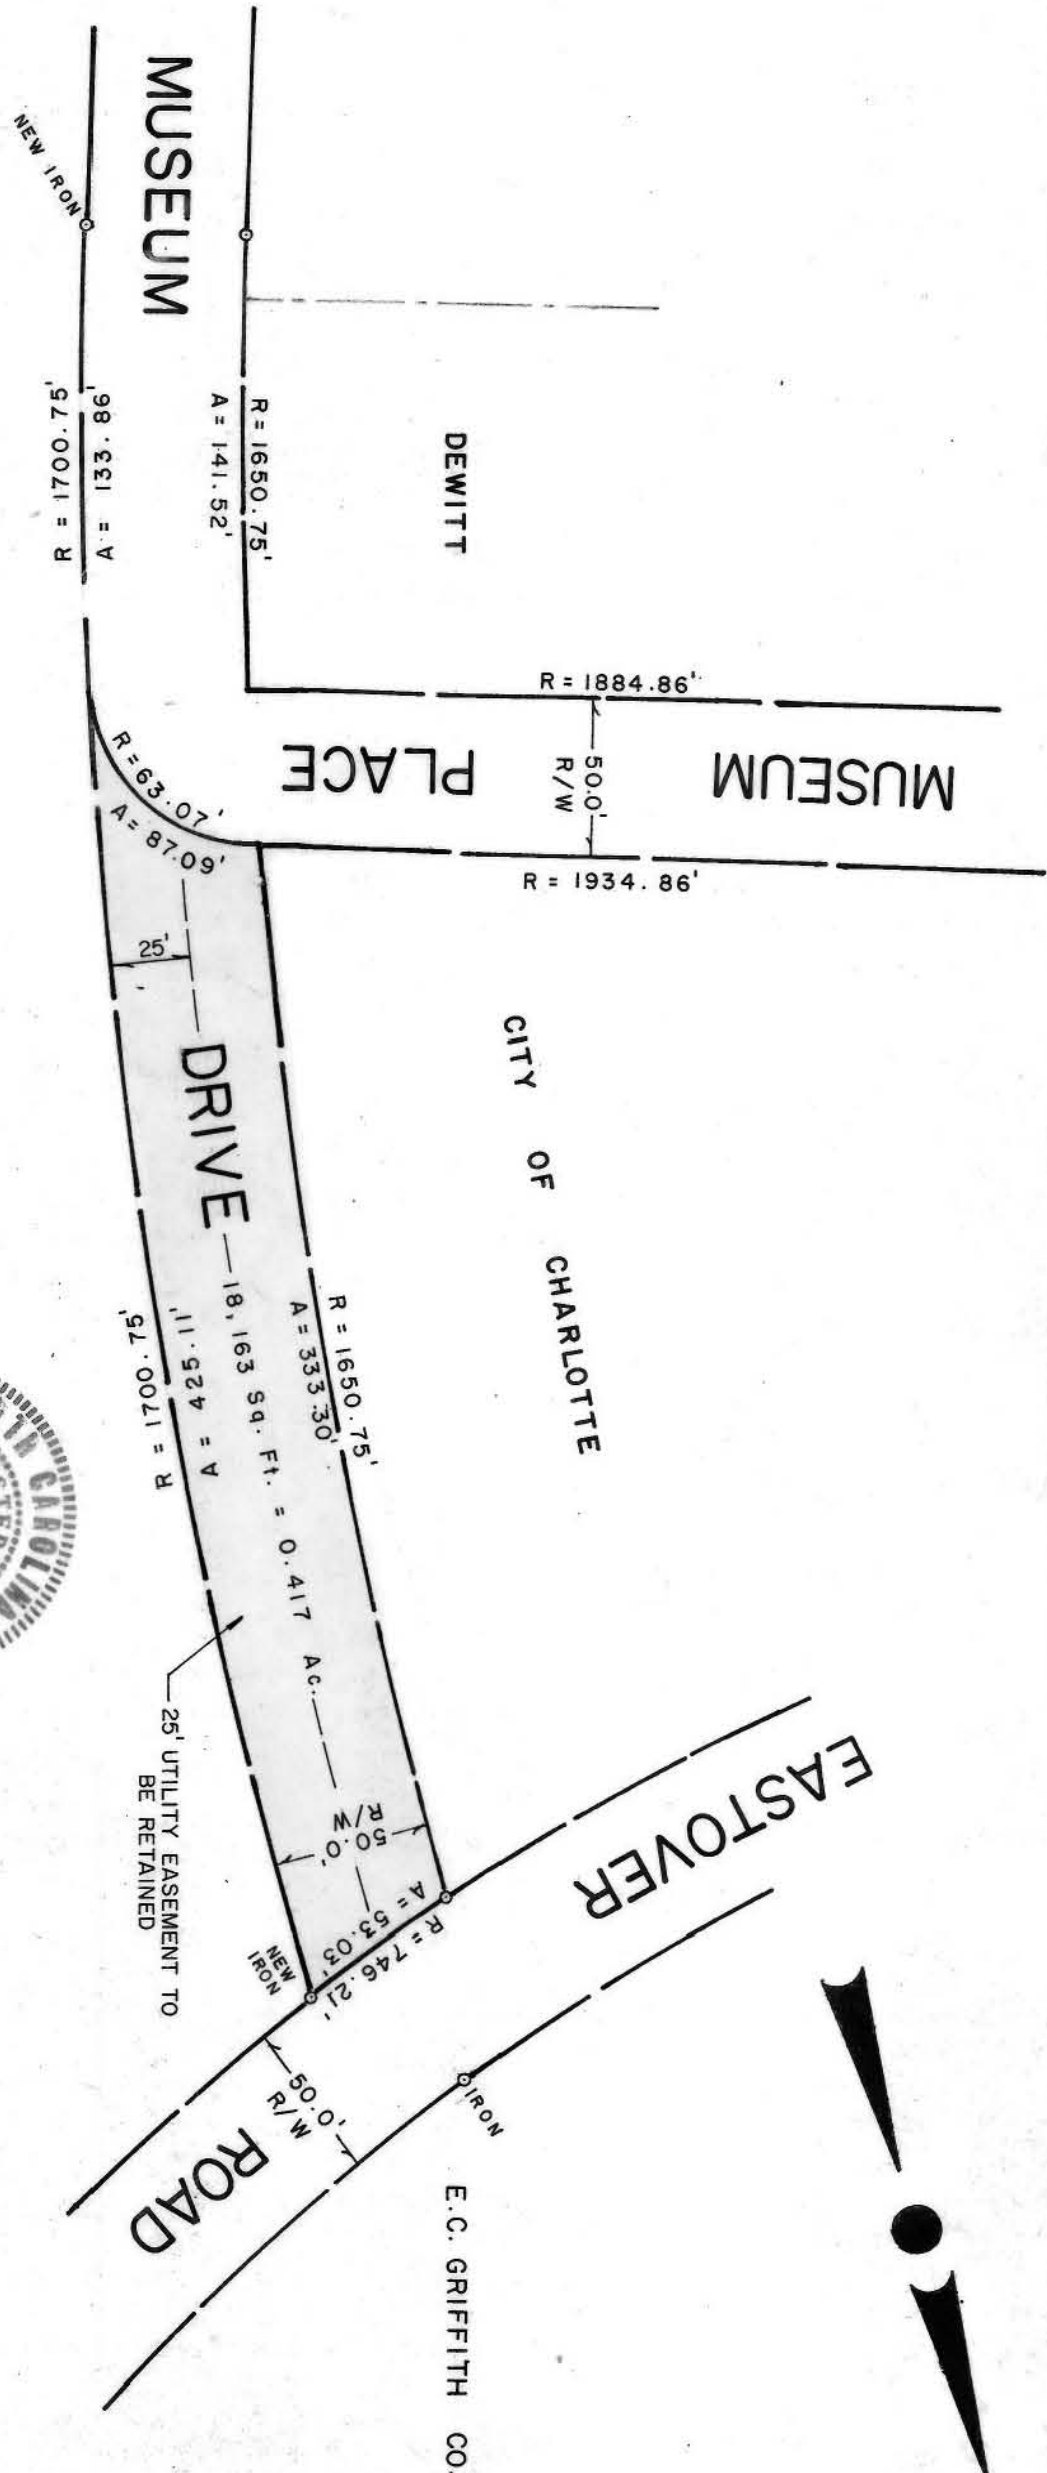 MUSEUM
NEW IRON
R = 1650.75'
A = 141.52'
A = 133.86'
R = 1700.75'
DEWITT
R = 1884.86'
MUSEUM
PLACE
50.0'
R/W
R = 1934.86'
R = 63.07'
A = 87.09'
25'
DRIVE
18,163 Sq. Ft. = 0.417 Ac.
CITY OF CHARLOTTE
R = 1650.75'
A = 333.30'
A = 425.11'
R = 1700.75'
CAROLINA
25' UTILITY EASEMENT TO
BE RETAINED
50.0'
R/W
A = 53.03'
R = 746.21'
NEW
IRON
EASTOVER
ROAD
50.0'
R/W
IRON
E.C. GRIFFITH CO.